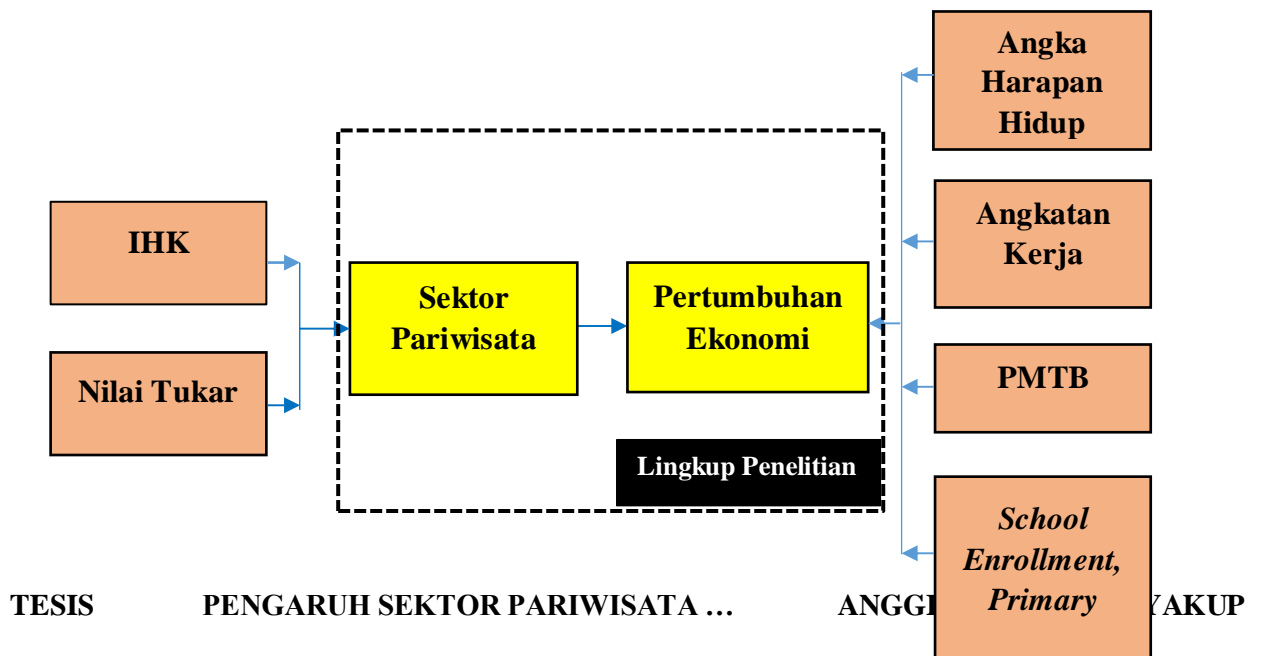 IHK
Nilai Tukar
Sektor
Pariwisata
Pertumbuhan
Ekonomi
Lingkup Penelitian
Angka
Harapan
Hidup
Angkatan
Kerja
PMTB
School
Enrollment,
Primary
TESIS PENGARUH SEKTOR PARIWISATA … YAKUP